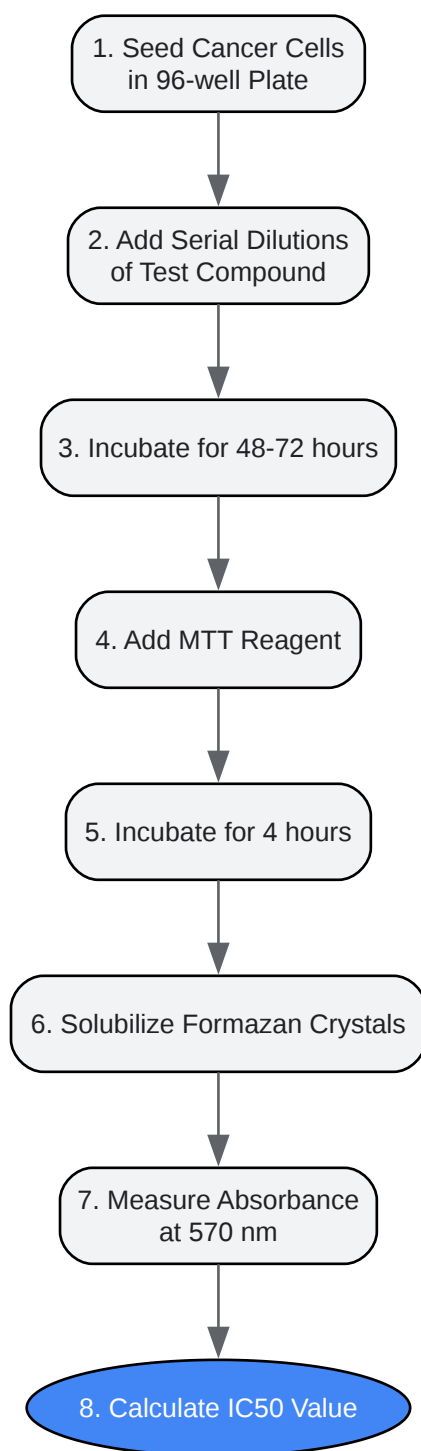 1. Seed Cancer Cells
in 96-well Plate
2. Add Serial Dilutions
of Test Compound
3. Incubate for 48-72 hours
4. Add MTT Reagent
5. Incubate for 4 hours
6. Solubilize Formazan Crystals
7. Measure Absorbance
at 570 nm
8. Calculate IC50 Value